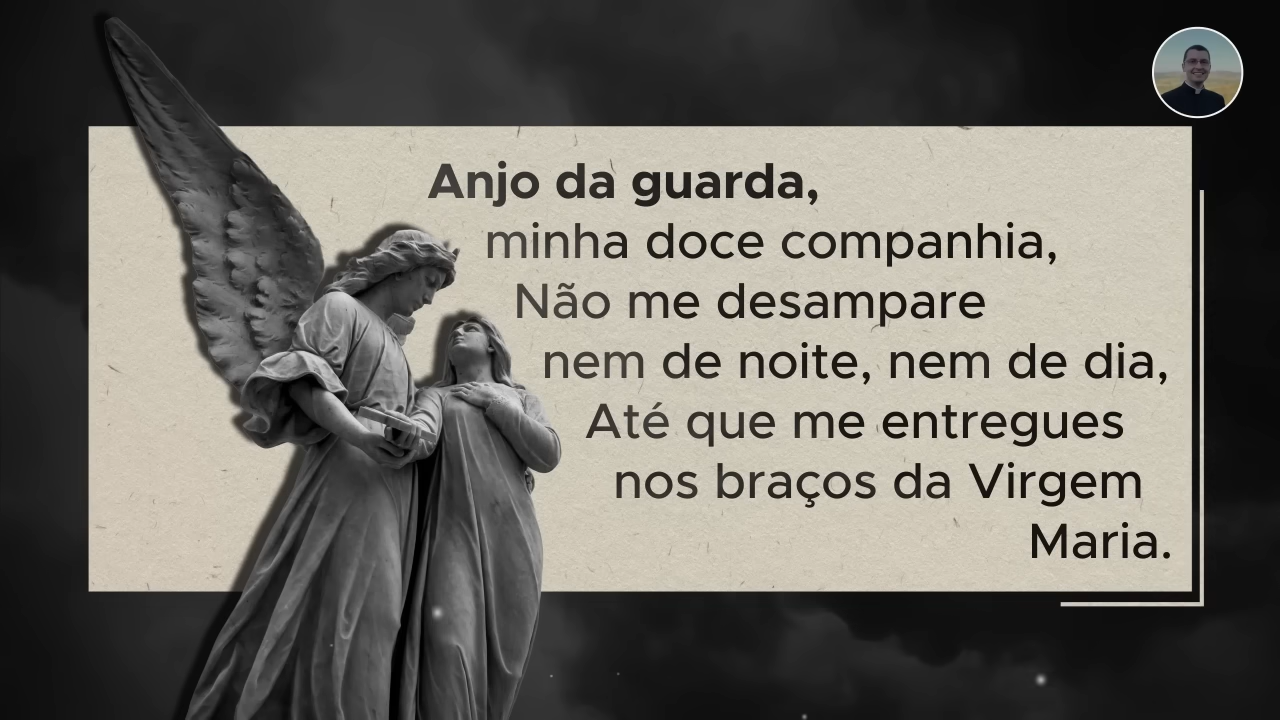 Anjo da guarda,
minha doce companhia,
Não me desampare
nem de noite, nem de dia,
Até que me entregues
nos braços da Virgem
Maria.